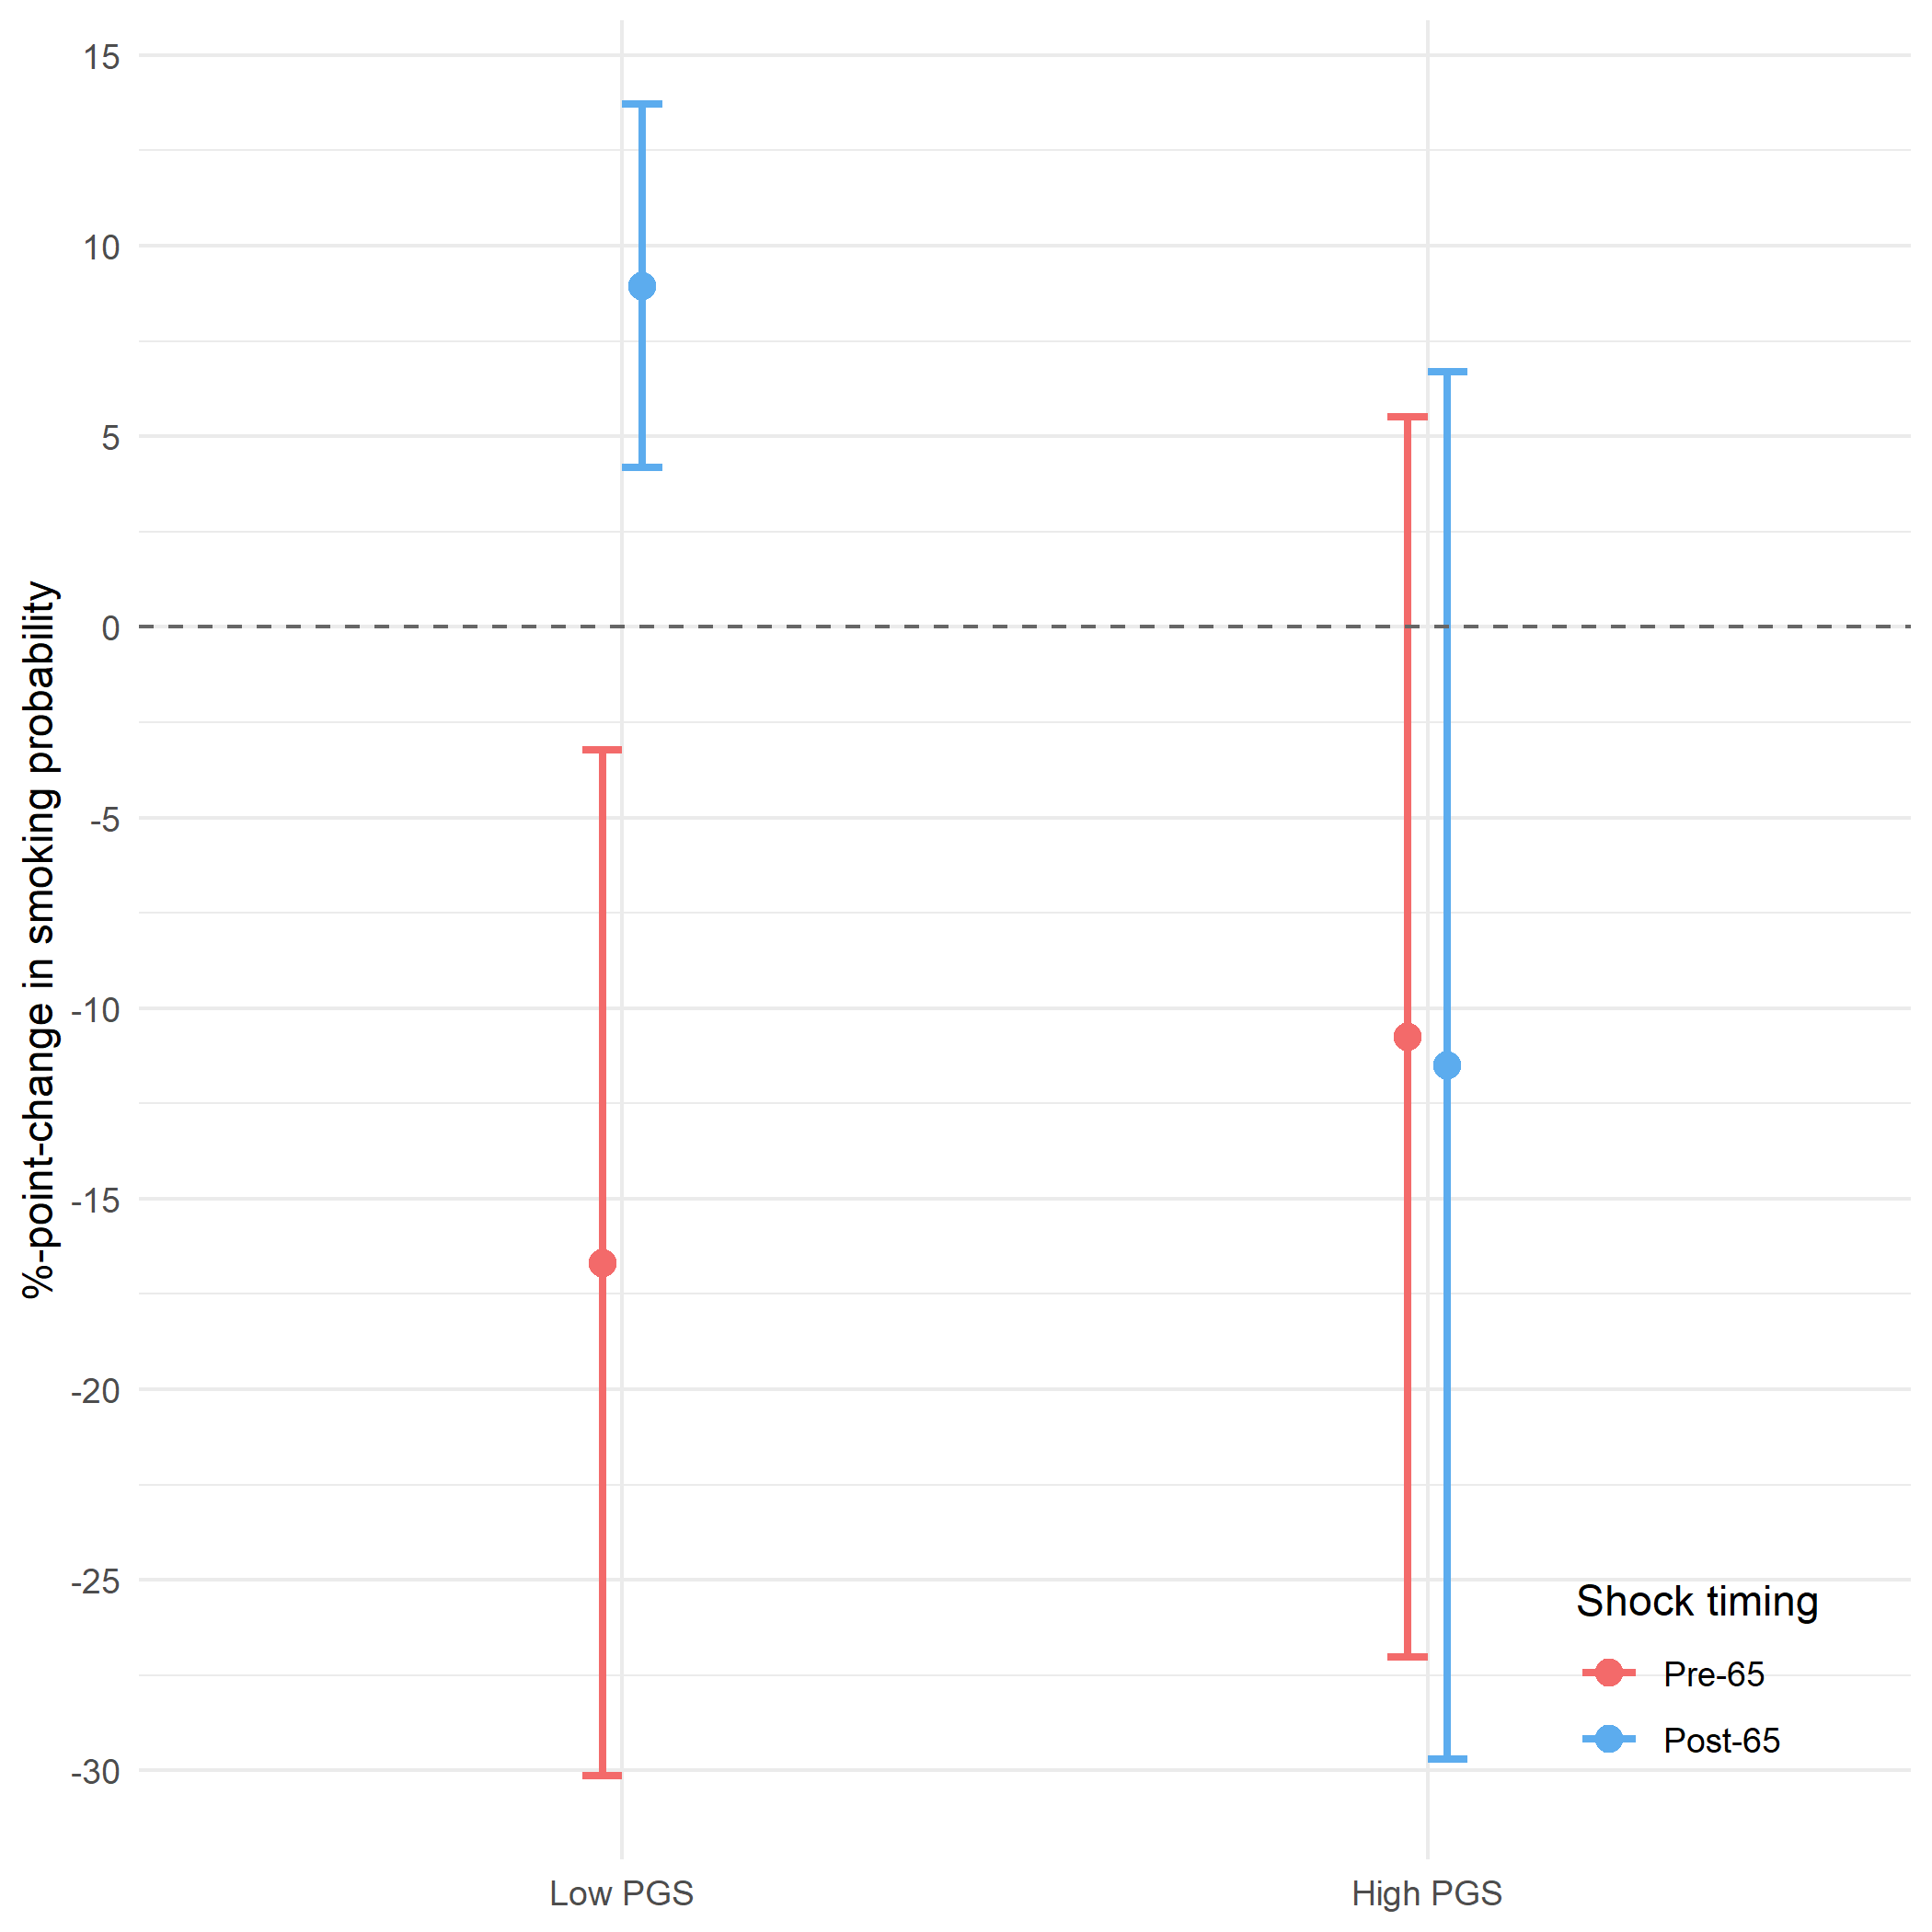 %-point-change in smoking probability
15
10
5
0
-5
-10
-15
-20
-25
-30
Low PGS
High PGS
Shock timing
Pre-65
Post-65